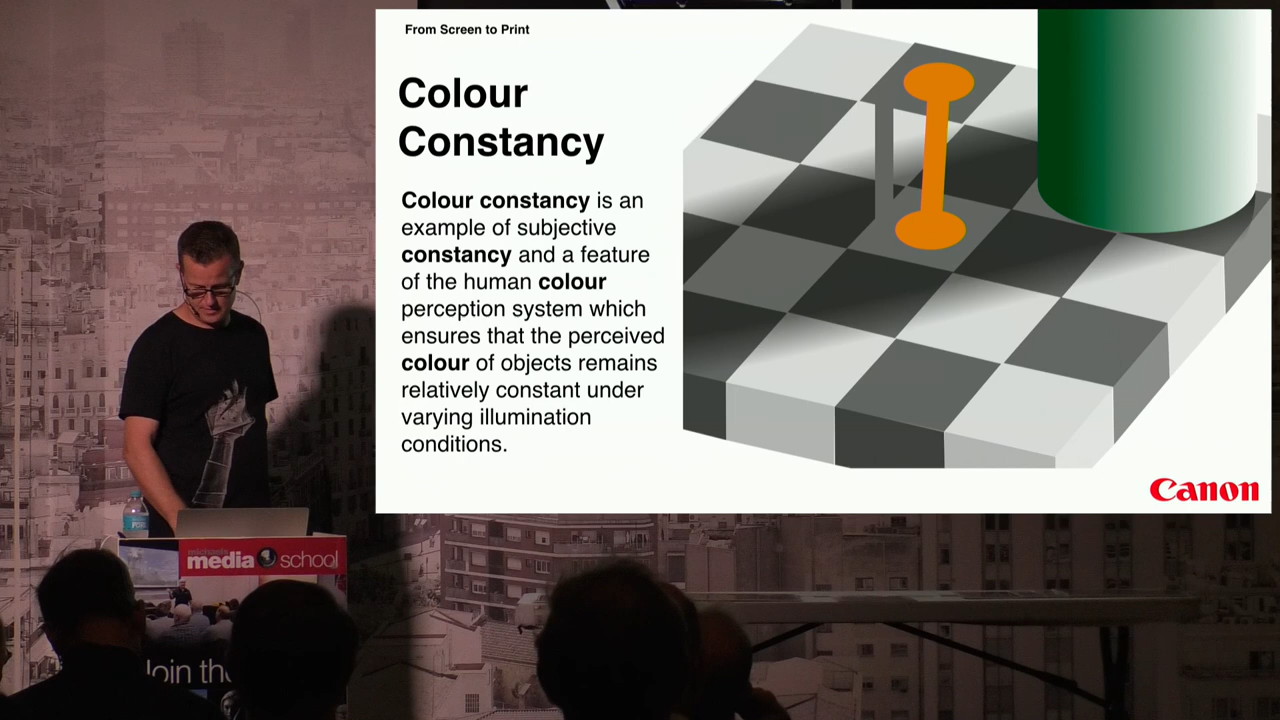 From Screen to Print
Colour
Constancy
Colour constancy is an
example of subjective
constancy and a feature
of the human colour
perception system which
ensures that the perceived
colour of objects remains
relatively constant under
varying illumination
conditions.
Canon
michaels
media school
Join the